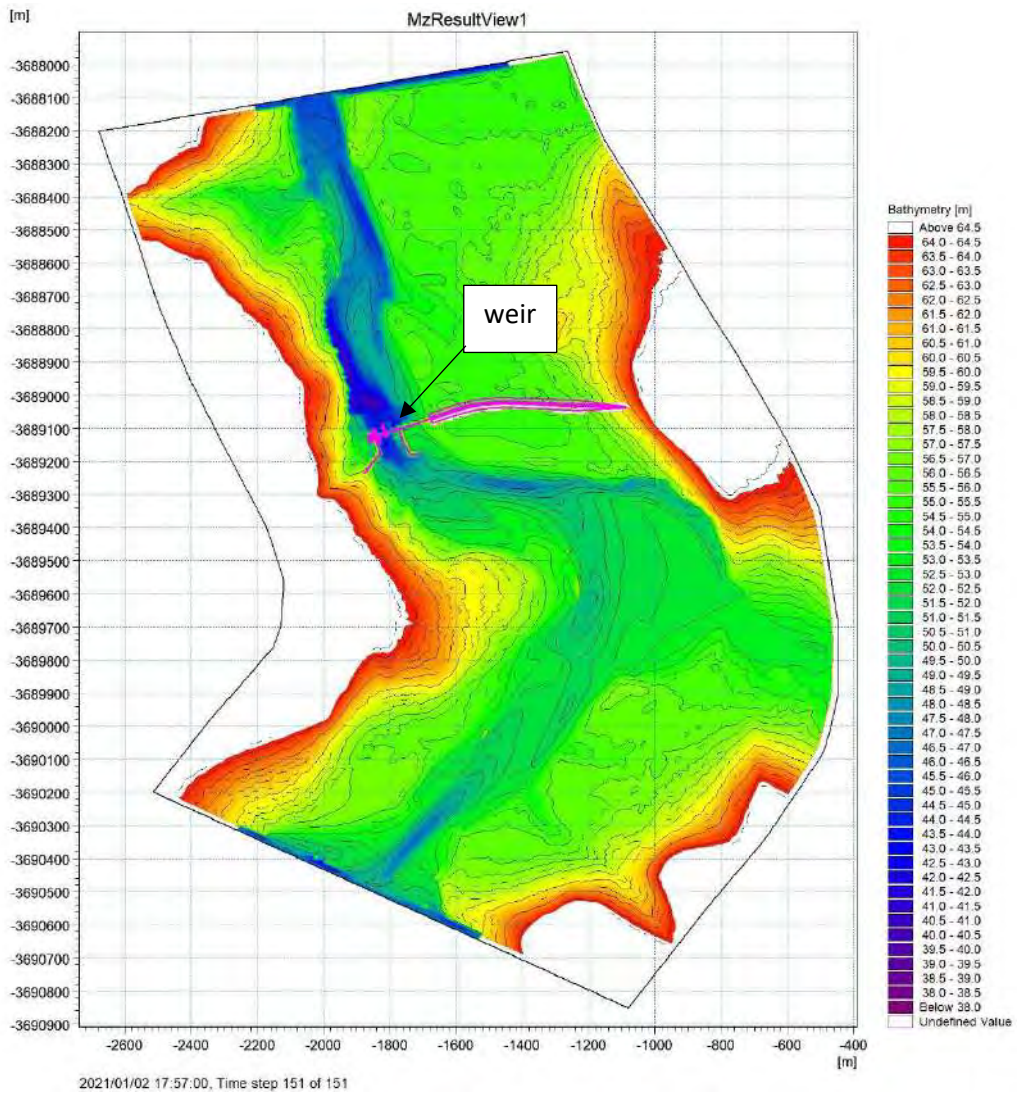 [m]
MzResultView1
-3688000
-3688100
-3688200
-3688300
-3688400
-3688500
-3688600
-3688700
-3688800
-3688900
-3689000
-3689100
-3689200
-3689300
-3689400
-3689500
-3689600
-3689700
-3689800
-3689900
-3690000
-3690100
-3690200
-3690300
-3690400
-3690500
-3690600
-3690700
-3690800
-3690900
weir
-2600 -2400 -2200 -2000 -1800 -1600 -1400 -1200 -1000 -800 -600 -400
[m]
2021/01/02 17:57:00, Time step 151 of 151
Bathymetry [m]
Above 64.5
64.0 - 64.5
63.5 - 64.0
63.0 - 63.5
62.5 - 63.0
62.0 - 62.5
61.5 - 62.0
61.0 - 61.5
60.5 - 61.0
60.0 - 60.5
59.5 - 60.0
59.0 - 59.5
58.5 - 59.0
58.0 - 58.5
57.5 - 58.0
57.0 - 57.5
56.5 - 57.0
56.0 - 56.5
55.5 - 56.0
55.0 - 55.5
54.5 - 55.0
54.0 - 54.5
53.5 - 54.0
53.0 - 53.5
52.5 - 53.0
52.0 - 52.5
51.5 - 52.0
51.0 - 51.5
50.5 - 51.0
50.0 - 50.5
49.5 - 50.0
49.0 - 49.5
48.5 - 49.0
48.0 - 48.5
47.5 - 48.0
47.0 - 47.5
46.5 - 47.0
46.0 - 46.5
45.5 - 46.0
45.0 - 45.5
44.5 - 45.0
44.0 - 44.5
43.5 - 44.0
43.0 - 43.5
42.5 - 43.0
42.0 - 42.5
41.5 - 42.0
41.0 - 41.5
40.5 - 41.0
40.0 - 40.5
39.5 - 40.0
39.0 - 39.5
38.5 - 39.0
38.0 - 38.5
Below 38.0
Undefined Value